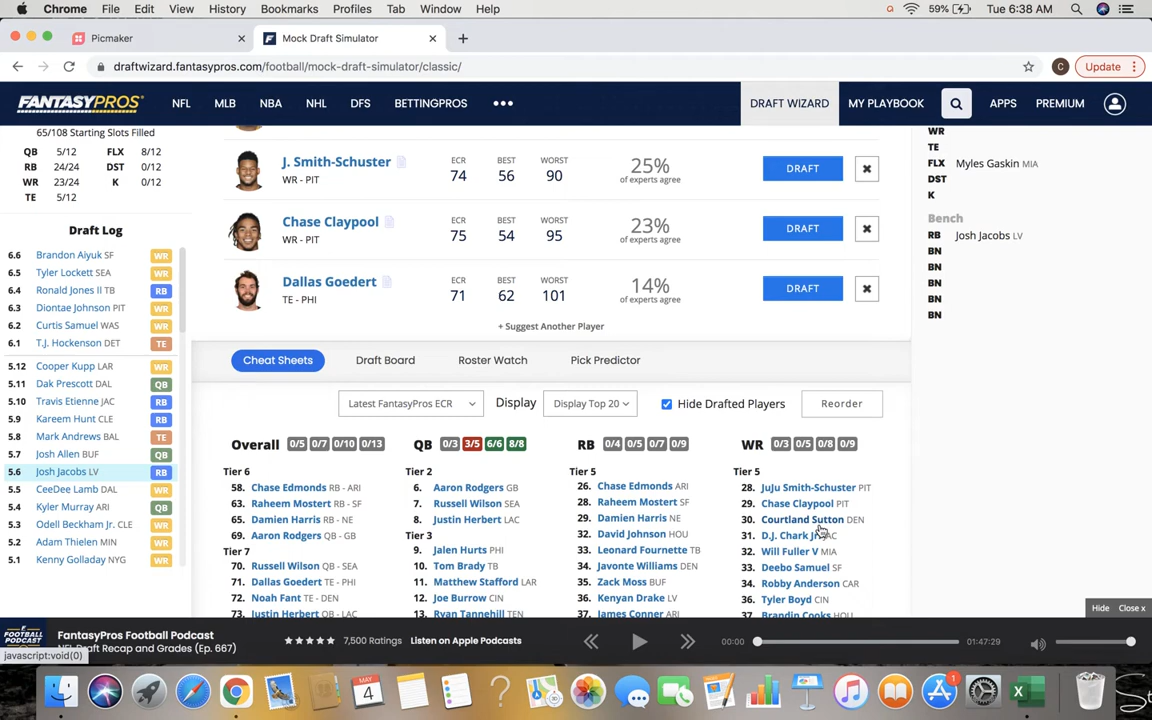 Chrome File Edit View History Bookmarks Profiles Tab Window Help 59% Tue 6:38 AM
Picmaker × Mock Draft Simulator × +
draftwizard.fantasypros.com/football/mock-draft-simulator/classic/ C Update
FANTASYPROS NFL MLB NBA NHL DFS BETTINGPROS ••• DRAFT WIZARD MY PLAYBOOK APPS PREMIUM
65/108 Starting Slots Filled
QB 5/12 FLX 8/12
RB 24/24 DST 0/12
WR 23/24 K 0/12
TE 5/12
Draft Log
6.6 Brandon Aiyuk SF WR
6.5 Tyler Lockett SEA WR
6.4 Ronald Jones II TB RB
6.3 Diontae Johnson PIT WR
6.2 Curtis Samuel WAS WR
6.1 T.J. Hockenson DET TE
5.12 Cooper Kupp LAR WR
5.11 Dak Prescott DAL QB
5.10 Travis Etienne JAC RB
5.9 Kareem Hunt CLE RB
5.8 Mark Andrews BAL TE
5.7 Josh Allen BUF QB
5.6 Josh Jacobs LV RB
5.5 CeeDee Lamb DAL WR
5.4 Kyler Murray ARI QB
5.3 Odell Beckham Jr. CLE WR
5.2 Adam Thielen MIN WR
5.1 Kenny Golladay NYG WR
J. Smith-Schuster ECR BEST WORST 25% DRAFT
WR - PIT 74 56 90 of experts agree
Chase Claypool ECR BEST WORST 23% DRAFT
WR - PIT 75 54 95 of experts agree
Dallas Goedert ECR BEST WORST 14% DRAFT
TE - PHI 71 62 101 of experts agree
+ Suggest Another Player
Cheat Sheets Draft Board Roster Watch Pick Predictor
Latest FantasyPros ECR Display Display Top 20 Hide Drafted Players Reorder
Overall 0/5 0/7 0/10 0/13
Tier 6
58. Chase Edmonds RB - ARI
63. Raheem Mostert RB - SF
65. Damien Harris RB - NE
69. Aaron Rodgers QB - GB
Tier 7
70. Russell Wilson QB - SEA
71. Dallas Goedert TE - PHI
72. Noah Fant TE - DEN
73. Justin Herbert QB - LAC
QB 0/3 3/5 6/6 8/8
Tier 2
6. Aaron Rodgers GB
7. Russell Wilson SEA
8. Justin Herbert LAC
Tier 3
9. Jalen Hurts PHI
10. Tom Brady TB
11. Matthew Stafford LAR
12. Joe Burrow CIN
13. Ryan Tannehill TEN
RB 0/4 0/5 0/7 0/9
Tier 5
26. Chase Edmonds ARI
28. Raheem Mostert SF
29. Damien Harris NE
32. David Johnson HOU
33. Leonard Fournette TB
34. Javonte Williams DEN
35. Zack Moss BUF
36. Kenyan Drake LV
37. James Conner ARI
WR 0/3 0/5 0/8 0/9
Tier 5
28. JuJu Smith-Schuster PIT
29. Chase Claypool PIT
30. Courtland Sutton DEN
31. D.J. Chark Jr. JAC
32. Will Fuller V MIA
33. Deebo Samuel SF
34. Robby Anderson CAR
36. Tyler Boyd CIN
37. Brandin Cooks HOU
WR
TE
FLX Myles Gaskin MIA
DST
K
Bench
RB Josh Jacobs LV
BN
BN
BN
BN
BN
Hide Close x
FOOTBALL PODCAST
FantasyPros Football Podcast
NFL Draft Recap and Grades (Ep. 667)
7,500 Ratings Listen on Apple Podcasts 00:00 01:47:29
javascript:void(0)
MAY 4 1